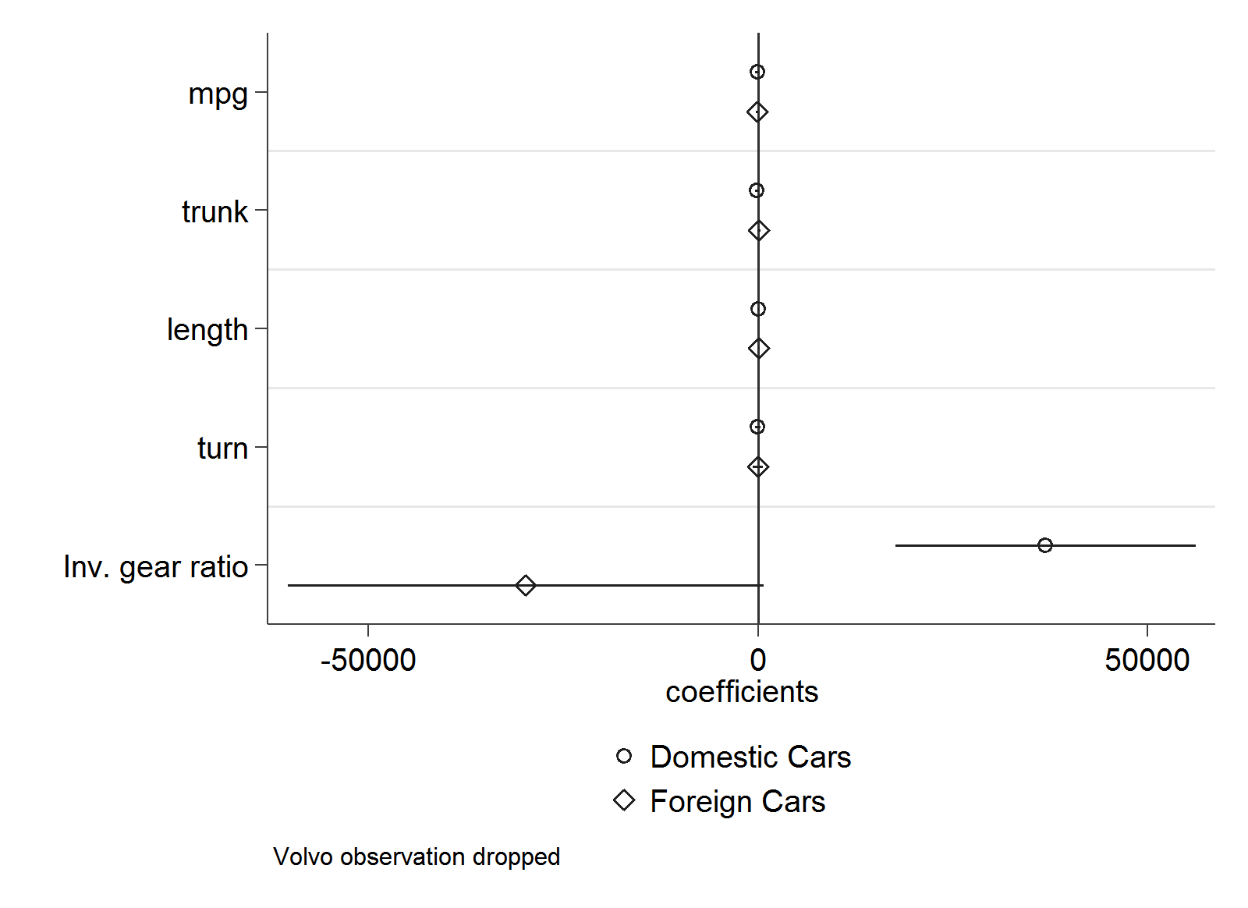 mpg
trunk
length
turn
Inv. gear ratio
-50000 0 50000
coefficients
Domestic Cars
Foreign Cars
Volvo observation dropped